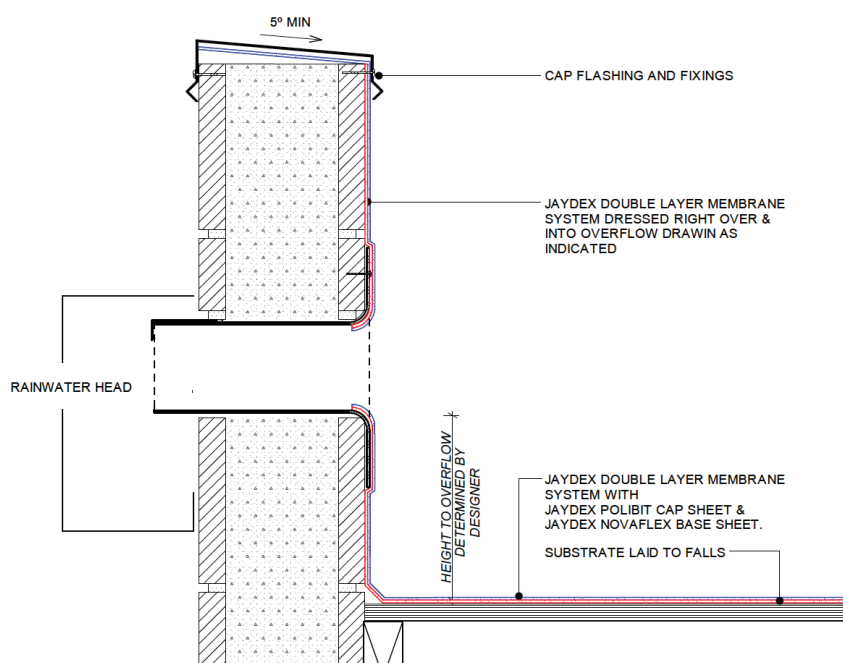 5º MIN
CAP FLASHING AND FIXINGS
JAYDEX DOUBLE LAYER MEMBRANE
SYSTEM DRESSED RIGHT OVER &
INTO OVERFLOW DRAWIN AS
INDICATED
RAINWATER HEAD
HEIGHT TO OVERFLOW
DETERMINED BY
DESIGNER
JAYDEX DOUBLE LAYER MEMBRANE
SYSTEM WITH
JAYDEX POLIBIT CAP SHEET &
JAYDEX NOVAFLEX BASE SHEET.
SUBSTRATE LAID TO FALLS